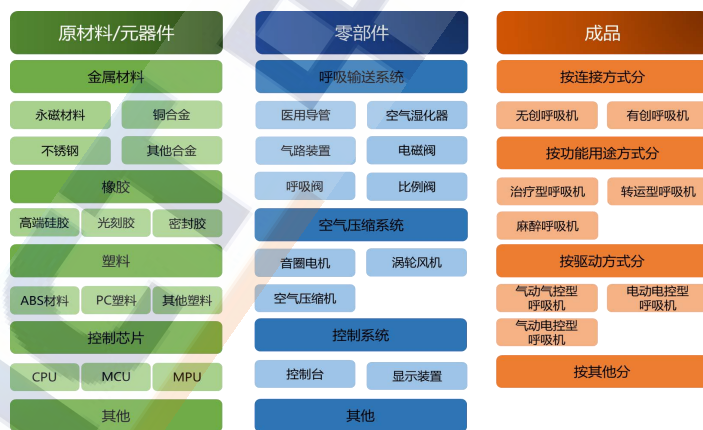 原材料/元器件
金属材料
永磁材料
铜合金
不锈钢
其他合金
橡胶
高端硅胶
光刻胶
密封胶
塑料
ABS材料
PC塑料
其他塑料
控制芯片
CPU
MCU
MPU
其他
零部件
呼吸输送系统
医用导管
空气湿化器
气路装置
电磁阀
呼吸阀
比例阀
空气压缩系统
音圈电机
涡轮风机
空气压缩机
控制系统
控制台
显示装置
其他
成品
按连接方式分
无创呼吸机
有创呼吸机
按功能用途方式分
治疗型呼吸机
转运型呼吸机
麻醉呼吸机
按驱动方式分
气动气控型
呼吸机
电动电控型
呼吸机
气动电控型
呼吸机
按其他分